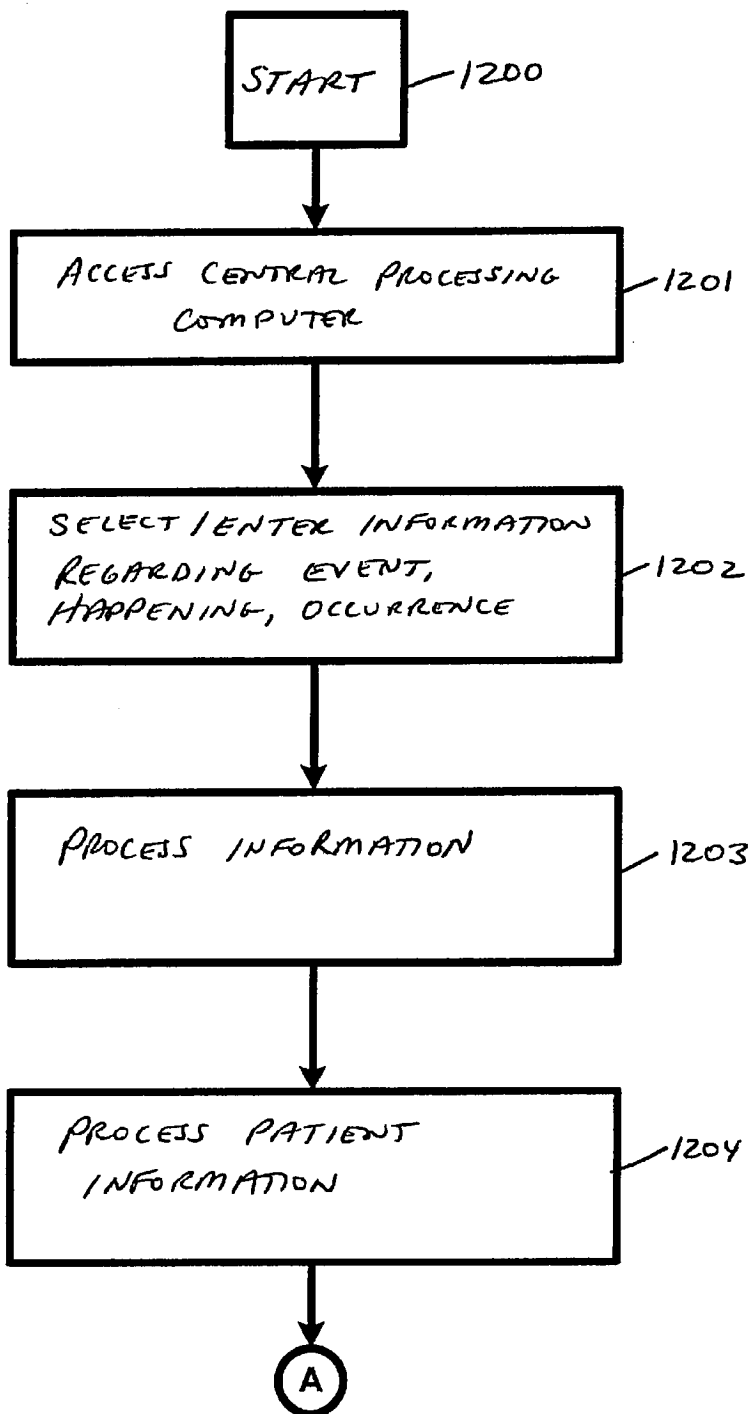 START
1200
ACCESS CENTRAL PROCESSING
COMPUTER
1201
SELECT/ENTER INFORMATION
REGARDING EVENT,
HAPPENING, OCCURRENCE
1202
PROCESS INFORMATION
1203
PROCESS PATIENT
INFORMATION
1204
A